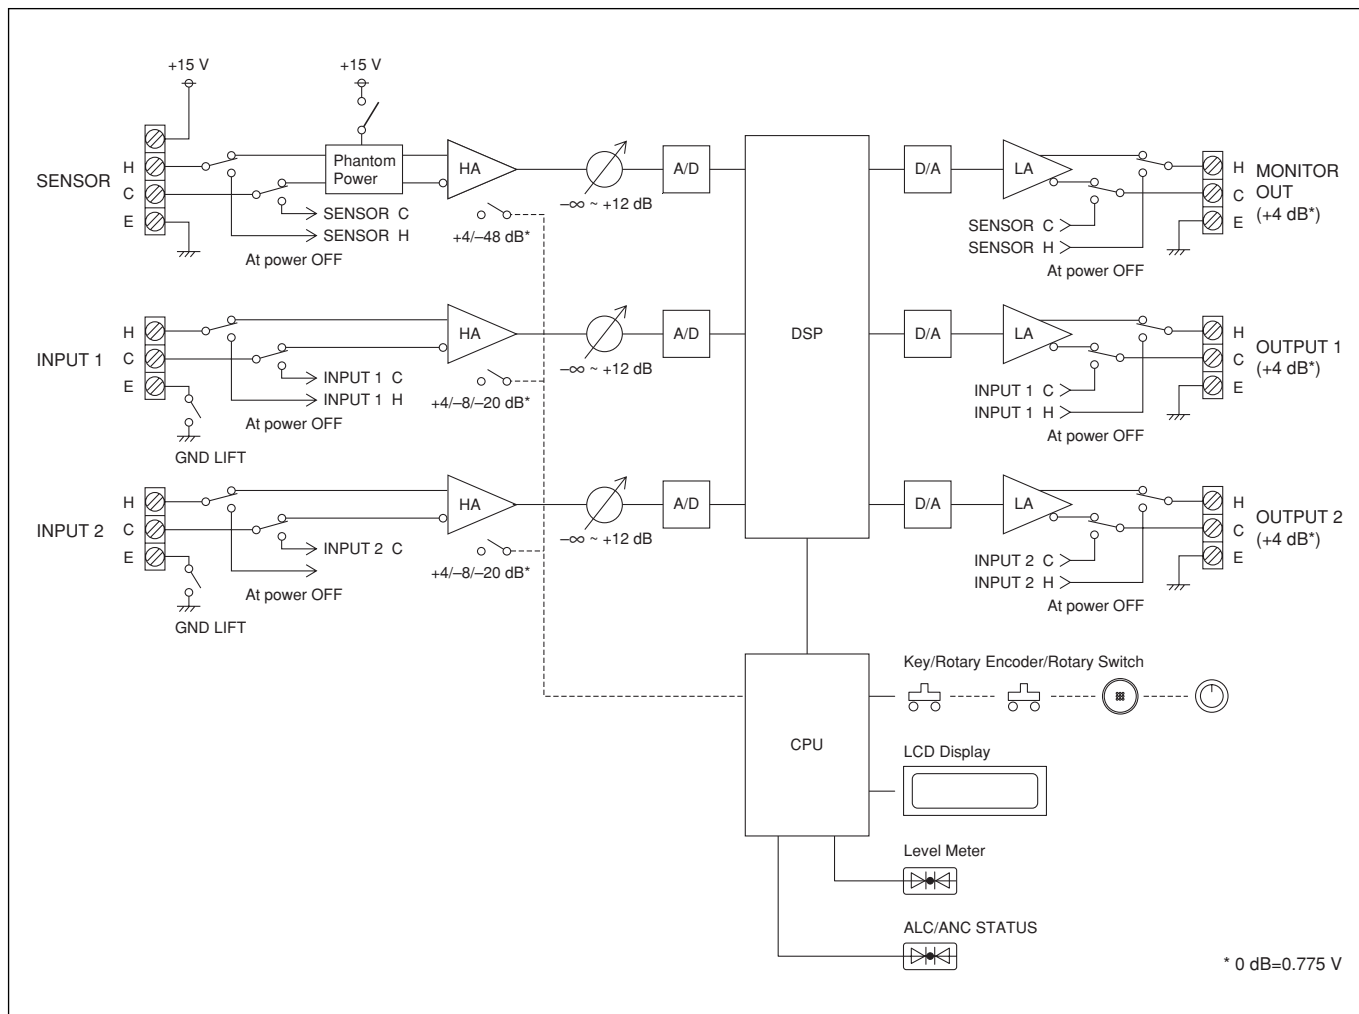 +15 V
+15 V
SENSOR
H
C
E
Phantom
Power
HA
–∞ ~ +12 dB
A/D
SENSOR C
SENSOR H
At power OFF
+4/–48 dB*
DSP
D/A
LA
SENSOR C
SENSOR H
At power OFF
H
C
E
MONITOR
OUT
(+4 dB*)
INPUT 1
H
C
E
GND LIFT
INPUT 1 C
INPUT 1 H
At power OFF
HA
+4/–8/–20 dB*
–∞ ~ +12 dB
A/D
D/A
LA
INPUT 1 C
INPUT 1 H
At power OFF
H
C
E
OUTPUT 1
(+4 dB*)
INPUT 2
H
C
E
GND LIFT
INPUT 2 C
At power OFF
HA
+4/–8/–20 dB*
–∞ ~ +12 dB
A/D
D/A
LA
INPUT 2 C
INPUT 2 H
At power OFF
H
C
E
OUTPUT 2
(+4 dB*)
CPU
Key/Rotary Encoder/Rotary Switch
LCD Display
Level Meter
ALC/ANC STATUS
* 0 dB=0.775 V